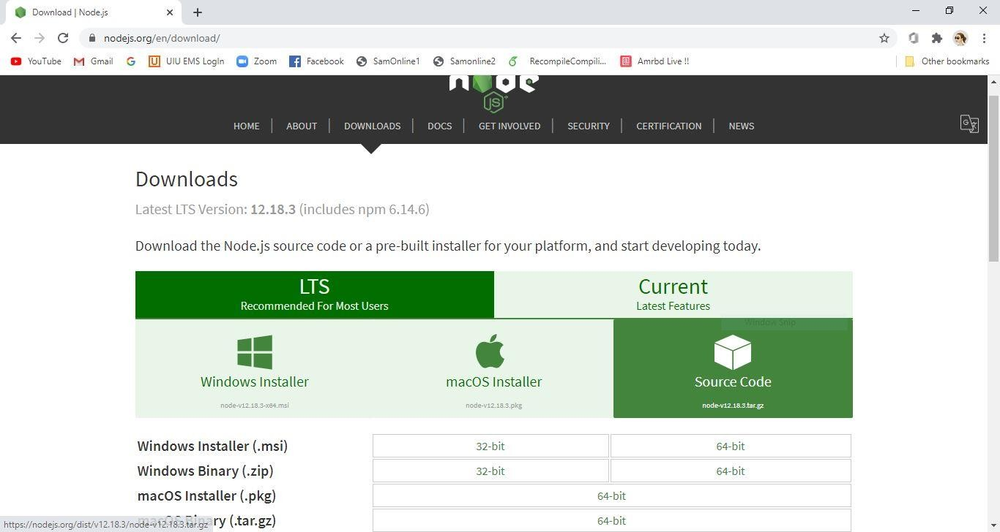 Download | Node.js
nodejs.org/en/download/
YouTube Gmail UIU EMS LogIn Zoom Facebook SamOnline1 Samonline2 RecompileCompili... Amrbd Live !! Other bookmarks
node
JS
HOME ABOUT DOWNLOADS DOCS GET INVOLVED SECURITY CERTIFICATION NEWS
Downloads
Latest LTS Version: 12.18.3 (includes npm 6.14.6)
Download the Node.js source code or a pre-built installer for your platform, and start developing today.
LTS Current
Recommended For Most Users Latest Features
Window Snip
Windows Installer macOS Installer Source Code
node-v12.18.3-x64.msi node-v12.18.3.pkg node-v12.18.3.tar.gz
Windows Installer (.msi) 32-bit 64-bit
Windows Binary (.zip) 32-bit 64-bit
macOS Installer (.pkg) 64-bit
macOS Binary (.tar.gz) 64-bit
https://nodejs.org/dist/v12.18.3/node-v12.18.3.tar.gz